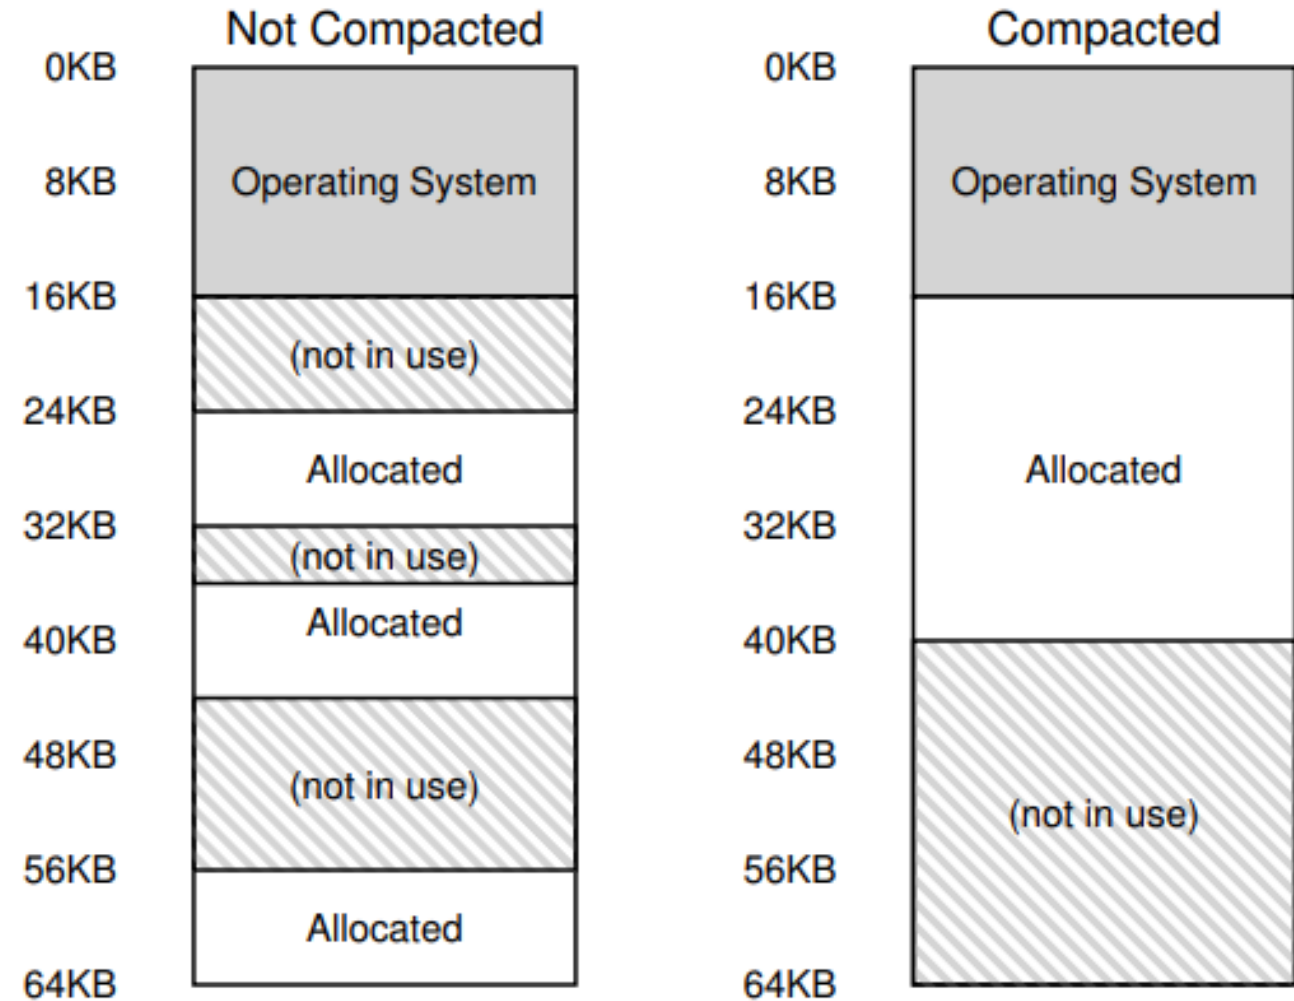 Not Compacted
0KB
8KB
Operating System
16KB
(not in use)
24KB
Allocated
32KB
(not in use)
Allocated
40KB
48KB
(not in use)
56KB
Allocated
64KB
Compacted
0KB
8KB
Operating System
16KB
24KB
Allocated
32KB
40KB
48KB
(not in use)
56KB
64KB